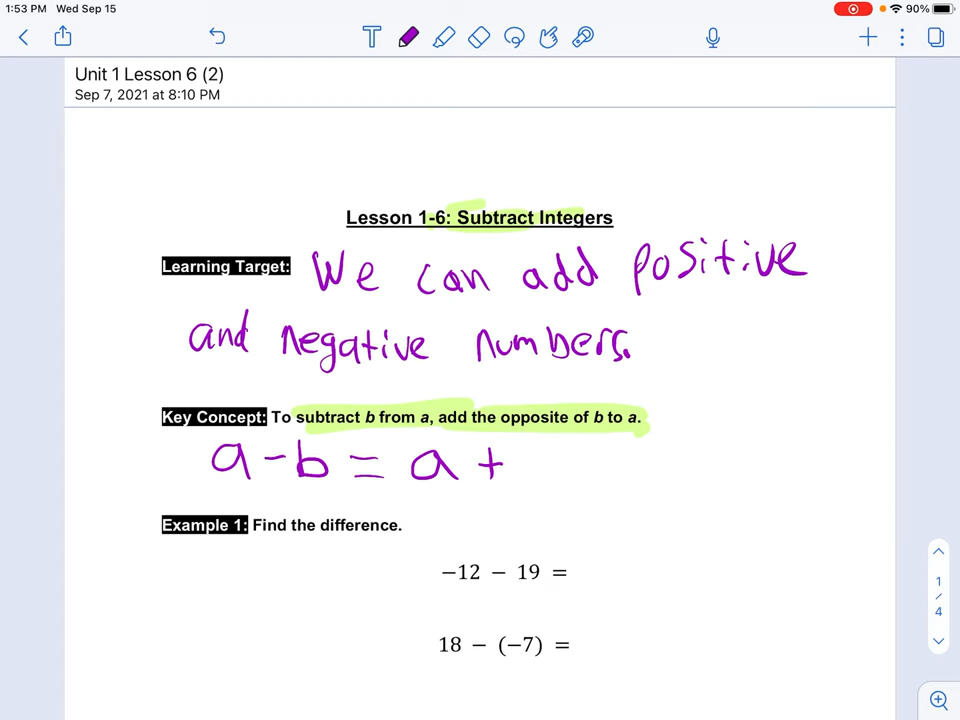 1:53 PM Wed Sep 15 90%
Unit 1 Lesson 6 (2)
Sep 7, 2021 at 8:10 PM
Lesson 1-6: Subtract Integers
Learning Target: We can add positive
and negative numbers.
Key Concept: To subtract b from a, add the opposite of b to a.
a - b = a +
Example 1: Find the difference.
−12 − 19 =
18 − (−7) =
1
/
4